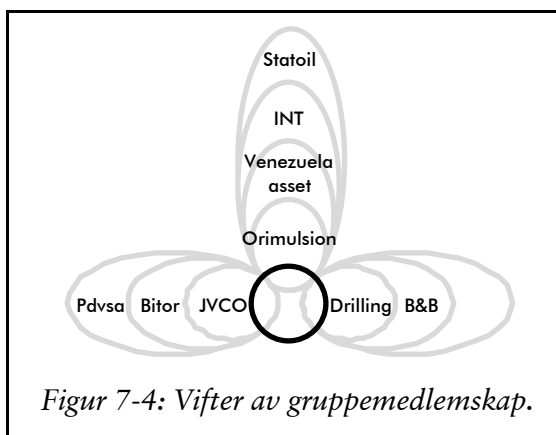 Statoil
INT
Venezuela
asset
Orimulsion
Pdvsa Bitor JVCO Drilling B&B
Figur 7-4: Vifter av gruppemedlemskap.